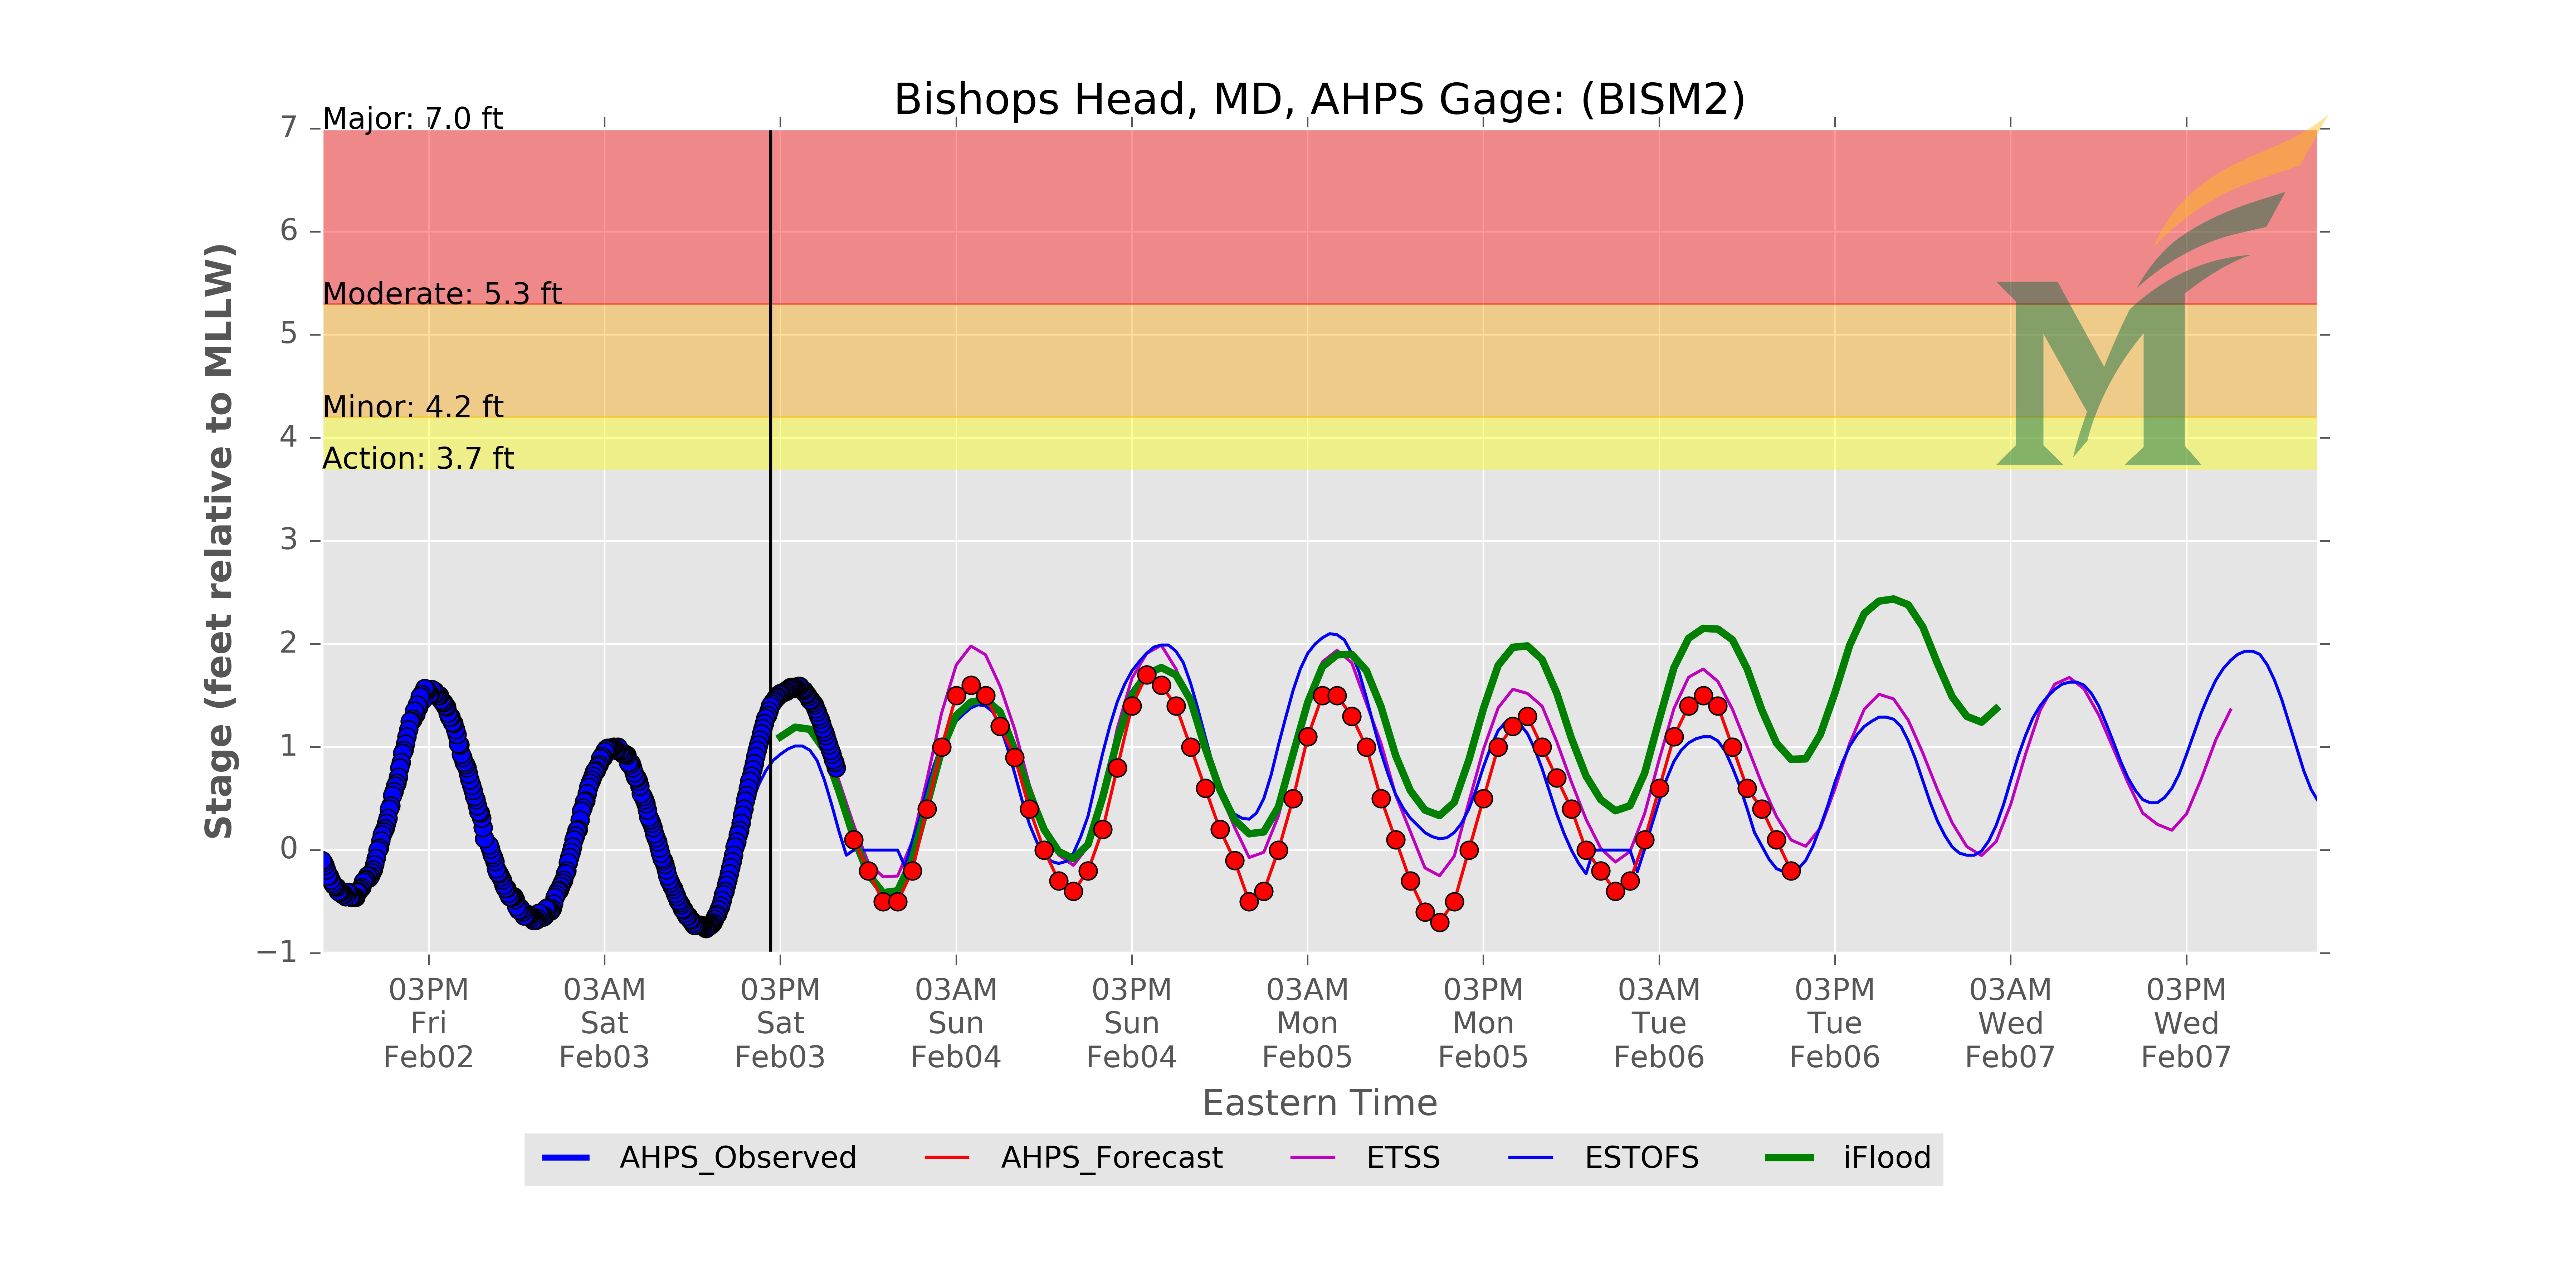 Bishops Head, MD, AHPS Gage: (BISM2)
Major: 7.0 ft
Moderate: 5.3 ft
Minor: 4.2 ft
Action: 3.7 ft
7
6
5
4
3
2
1
0
−1
Stage (feet relative to MLLW)
M
03PM 03AM 03PM 03AM 03PM 03AM 03PM 03AM 03PM 03AM 03PM
Fri Sat Sat Sun Sun Mon Mon Tue Tue Wed Wed
Feb02 Feb03 Feb03 Feb04 Feb04 Feb05 Feb05 Feb06 Feb06 Feb07 Feb07
Eastern Time
AHPS_Observed AHPS_Forecast ETSS ESTOFS iFlood